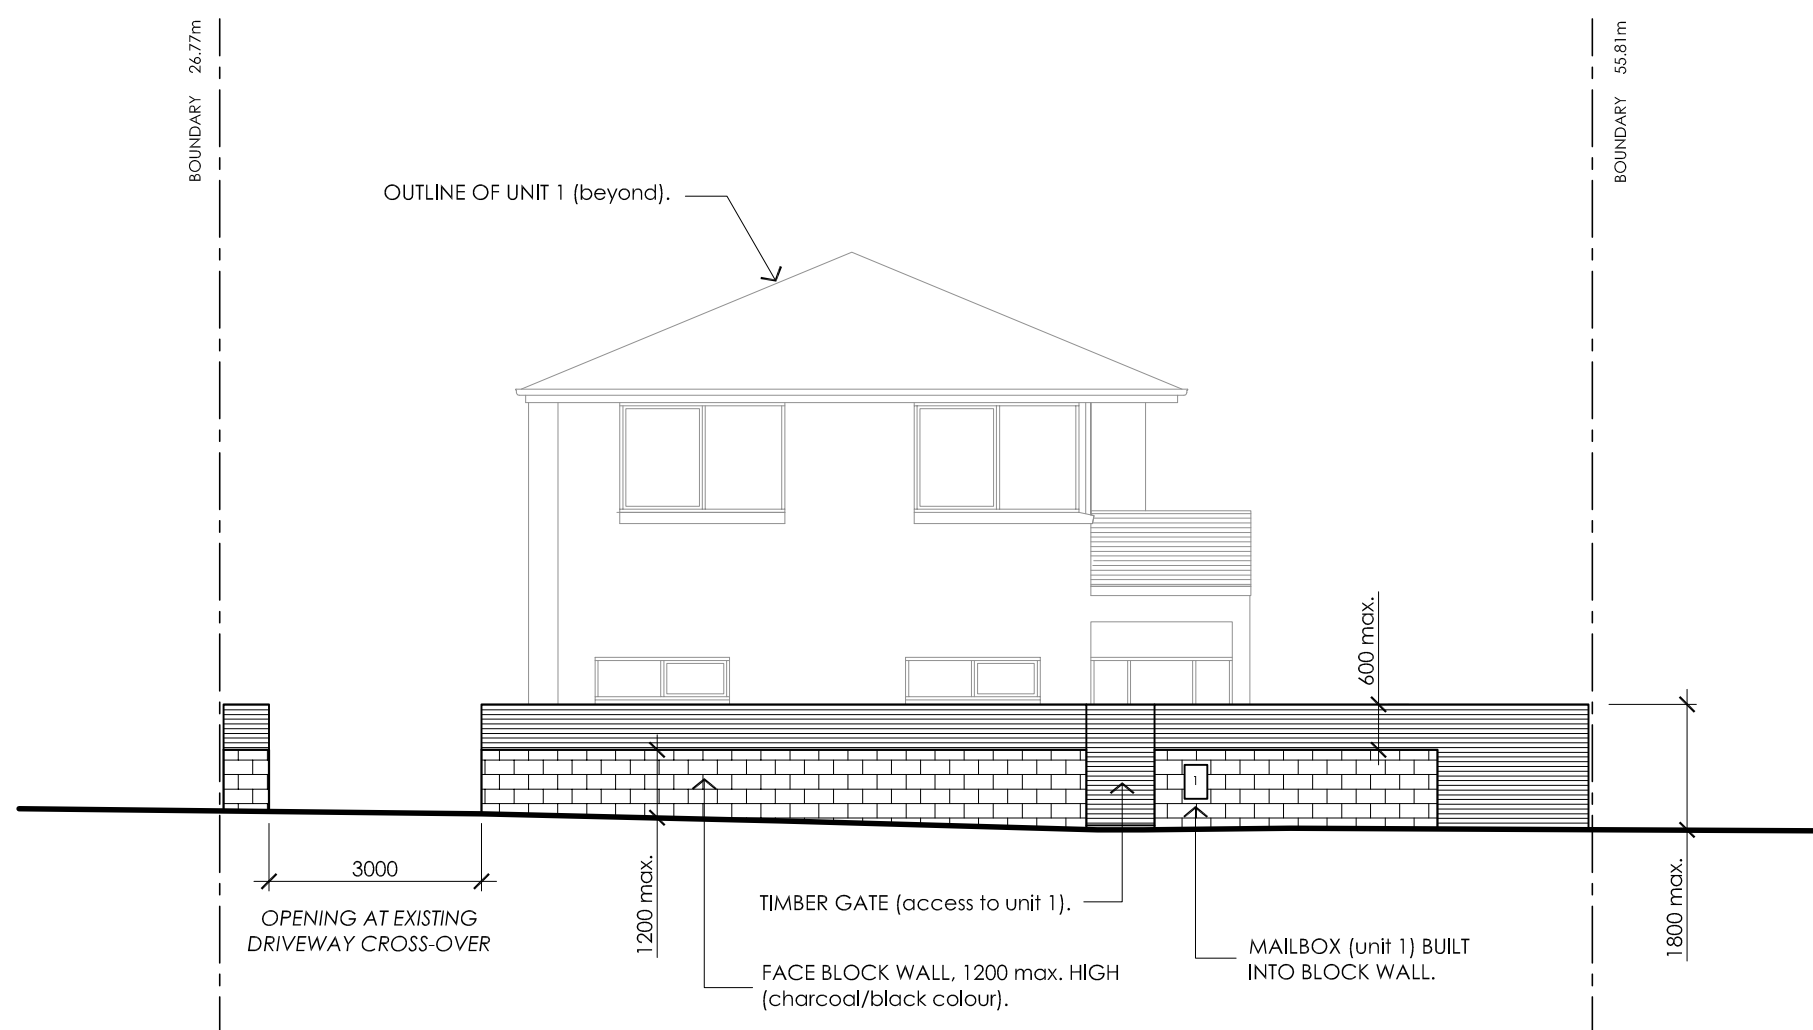 BOUNDARY 26.77m
BOUNDARY 55.81m
OUTLINE OF UNIT 1 (beyond).
600 max.
1
3000
OPENING AT EXISTING
DRIVEWAY CROSS-OVER
1200 max.
TIMBER GATE (access to unit 1).
FACE BLOCK WALL, 1200 max. HIGH
(charcoal/black colour).
MAILBOX (unit 1) BUILT
INTO BLOCK WALL.
1800 max.